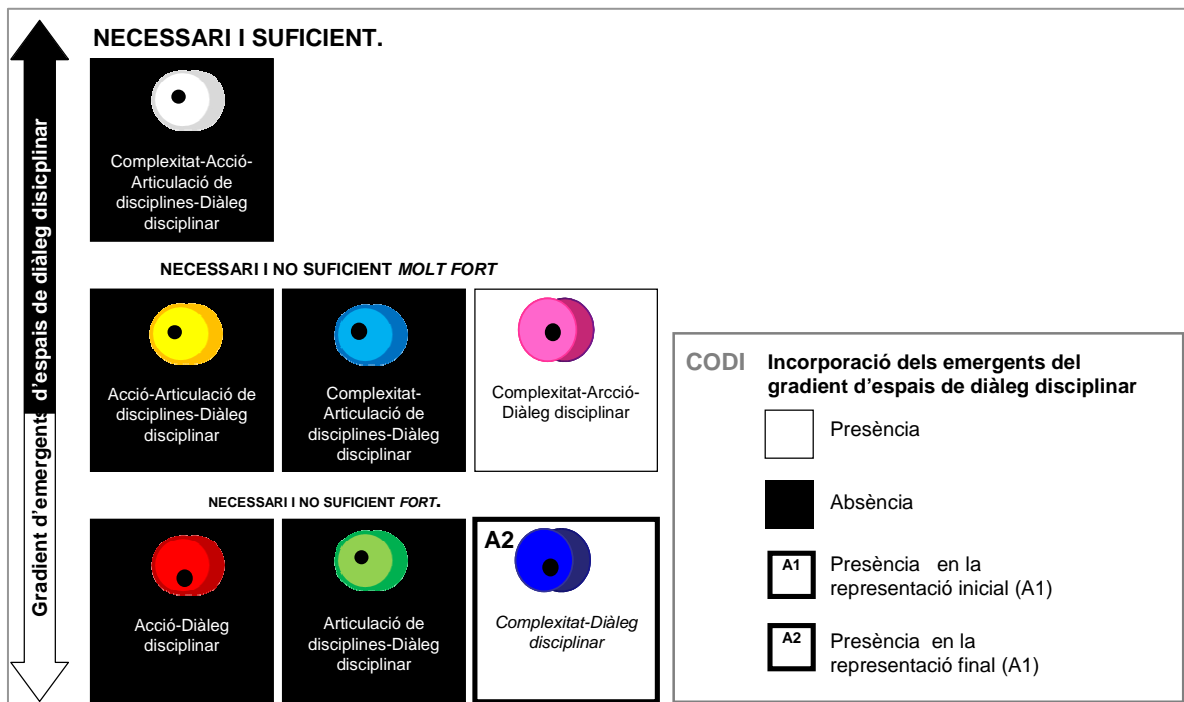 Gradient d'emergents d'espais de diàleg disicplinar
NECESSARI I SUFICIENT.
Complexitat-Acció-
Articulació de
disciplines-Diàleg
disciplinar
NECESSARI I NO SUFICIENT MOLT FORT
Acció-Articulació de
disciplines-Diàleg
disciplinar
Complexitat-
Articulació de
disciplines-Diàleg
disciplinar
Complexitat-Arcció-
Diàleg disciplinar
NECESSARI I NO SUFICIENT FORT.
Acció-Diàleg
disciplinar
Articulació de
disciplines-Diàleg
disciplinar
A2
Complexitat-Diàleg
disciplinar
CODI
Incorporació dels emergents del
gradient d'espais de diàleg disciplinar
Presència
Absència
A1
Presència en la
representació inicial (A1)
A2
Presència en la
representació final (A1)